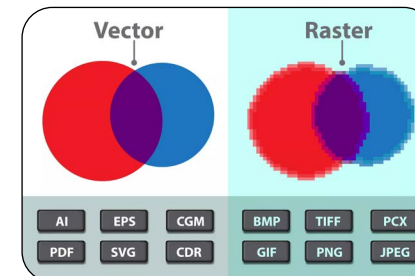 Vector Raster
AI EPS CGM BMP TIFF PCX
PDF SVG CDR GIF PNG JPEG